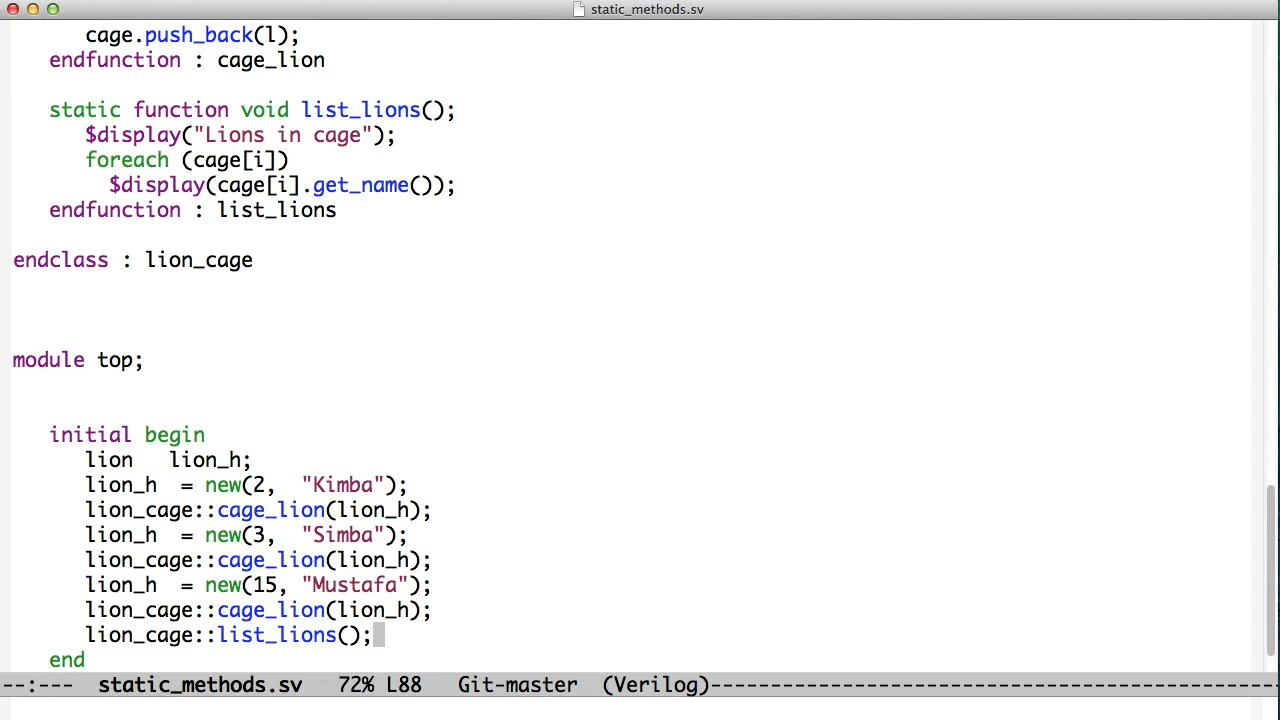 static_methods.sv
cage.push_back(l);
endfunction : cage_lion
static function void list_lions();
$display("Lions in cage");
foreach (cage[i])
$display(cage[i].get_name());
endfunction : list_lions
endclass : lion_cage
module top;
initial begin
lion   lion_h;
lion_h  = new(2,  "Kimba");
lion_cage::cage_lion(lion_h);
lion_h  = new(3,  "Simba");
lion_cage::cage_lion(lion_h);
lion_h  = new(15, "Mustafa");
lion_cage::cage_lion(lion_h);
lion_cage::list_lions();
end
--:---  static_methods.sv   72% L88   Git-master  (Verilog)------------------------------------------------